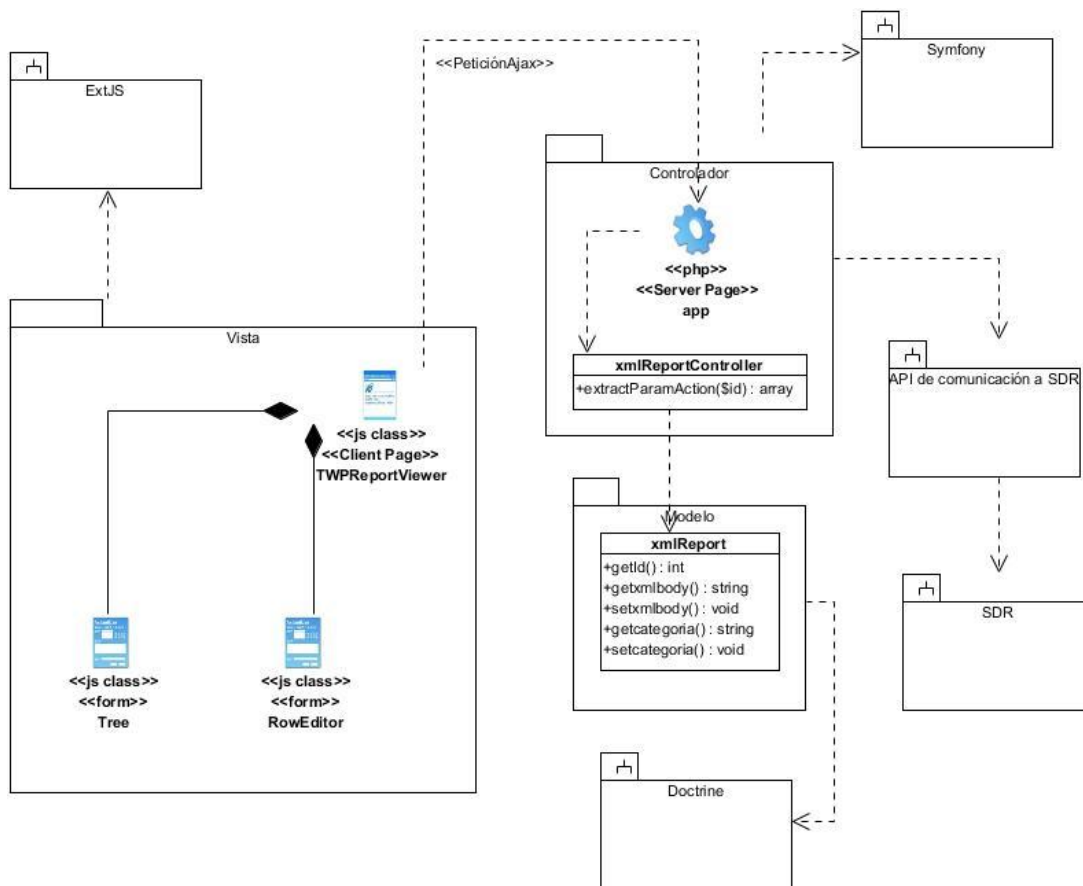 Symfony
<<PeticiónAjax>>
ExtJS
Controlador
<<php>>
<<Server Page>>
app
xmlReportController
+extractParamAction($id) : array
API de comunicación a SDR
Vista
<<js class>>
<<Client Page>>
TWPReportViewer
<<js class>>
<<form>>
Tree
<<js class>>
<<form>>
RowEditor
Modelo
xmlReport
+getId() : int
+getxmlbody() : string
+setxmlbody() : void
+getcategoria() : string
+setcategoria() : void
SDR
Doctrine